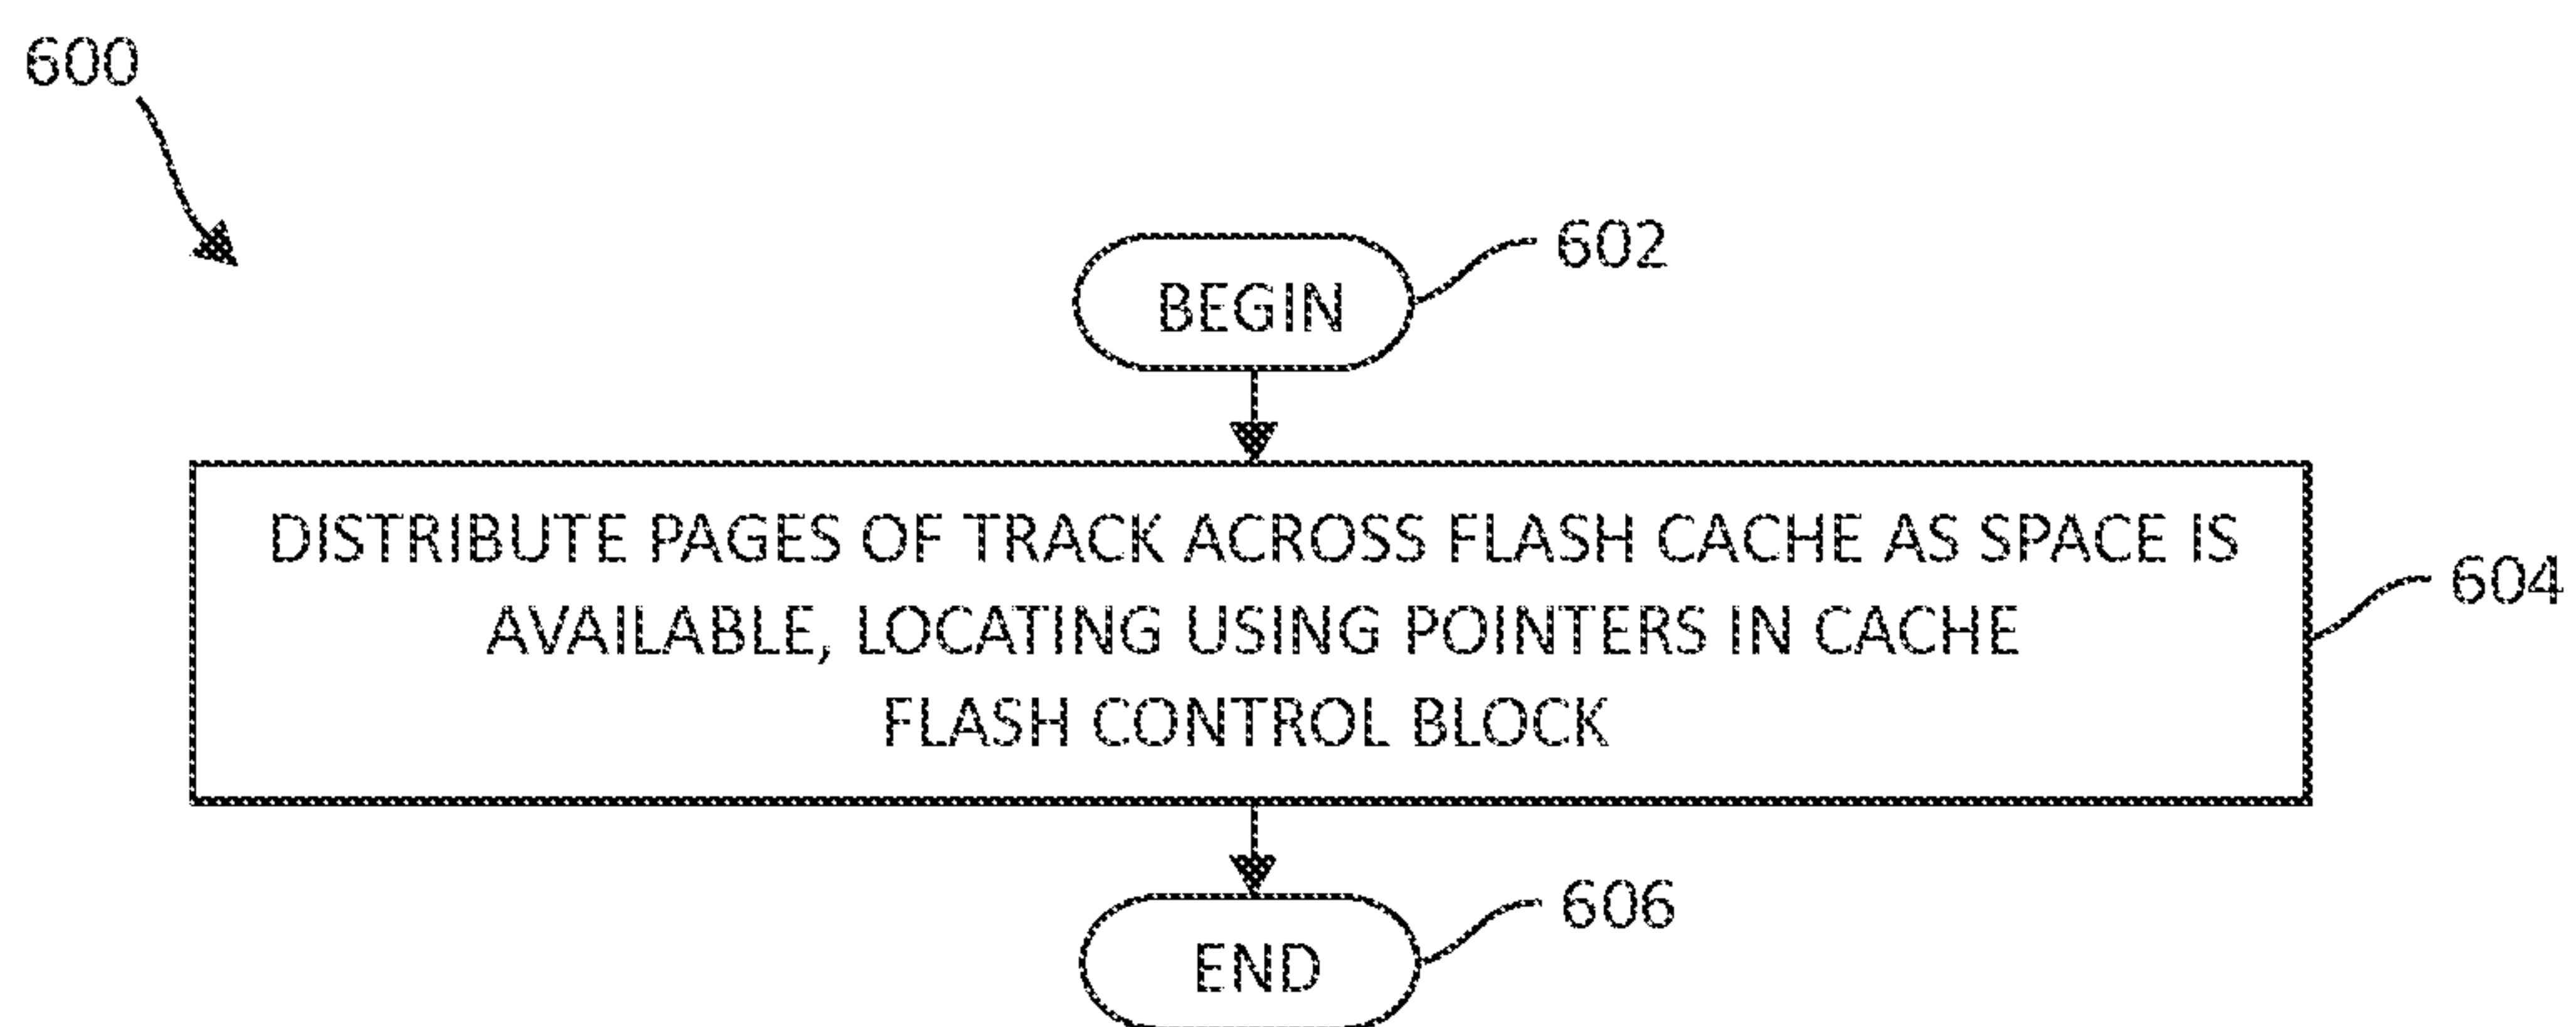 600
602
BEGIN
DISTRIBUTE PAGES OF TRACK ACROSS FLASH CACHE AS SPACE IS
AVAILABLE, LOCATING USING POINTERS IN CACHE
FLASH CONTROL BLOCK
604
606
END